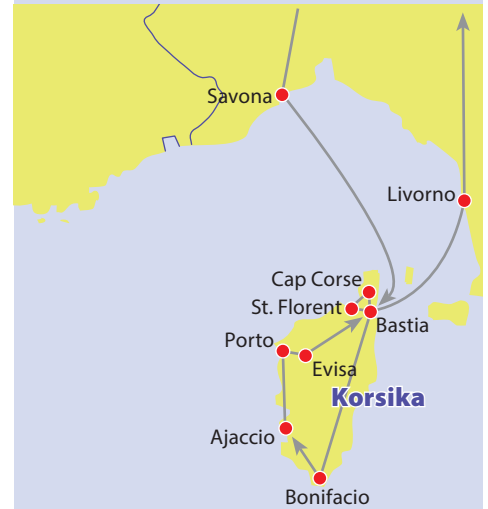 Savona
Livorno
Cap Corse
St. Florent
Bastia
Porto
Evisa
Korsika
Ajaccio
Bonifacio